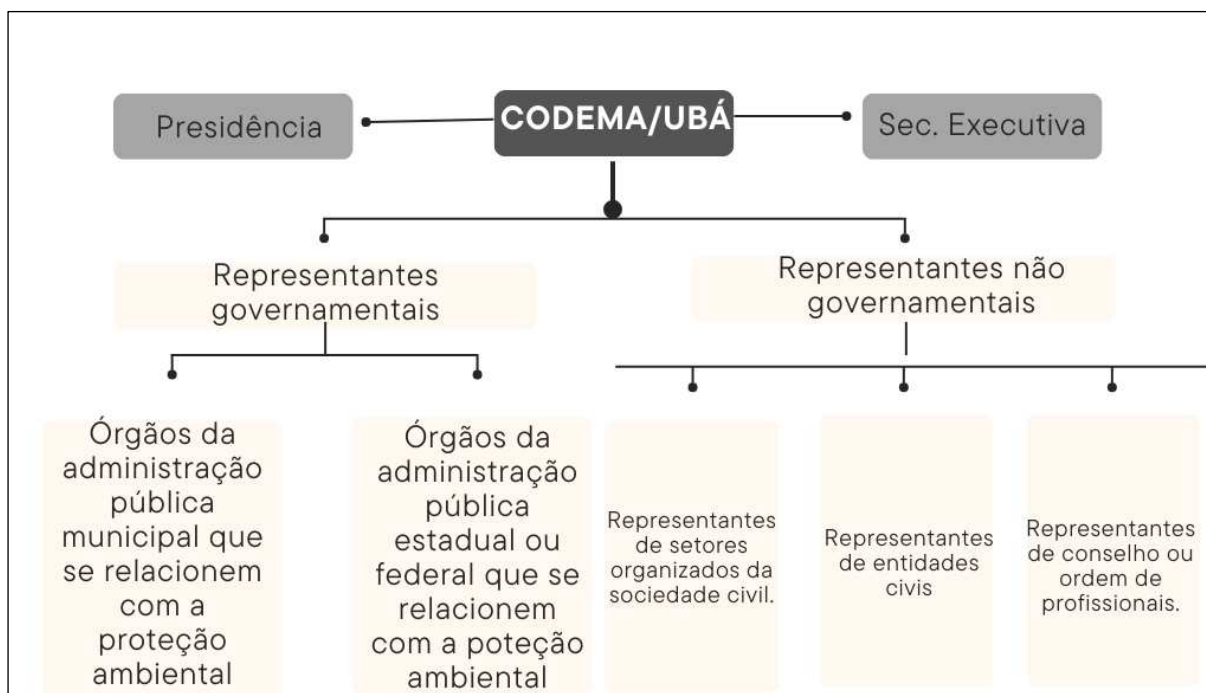 Presidência
CODEMA/UBÁ
Sec. Executiva
Representantes
governamentais
Representantes não
governamentais
Órgãos da
administração
pública
municipal que
se relacionem
com a
proteção
ambiental
Órgãos da
administração
pública
estadual ou
federal que se
relacionem
com a poteção
ambiental
Representantes
de setores
organizados da
sociedade civil.
Representantes
de entidades
civis
Representantes
de conselho ou
ordem de
profissionais.